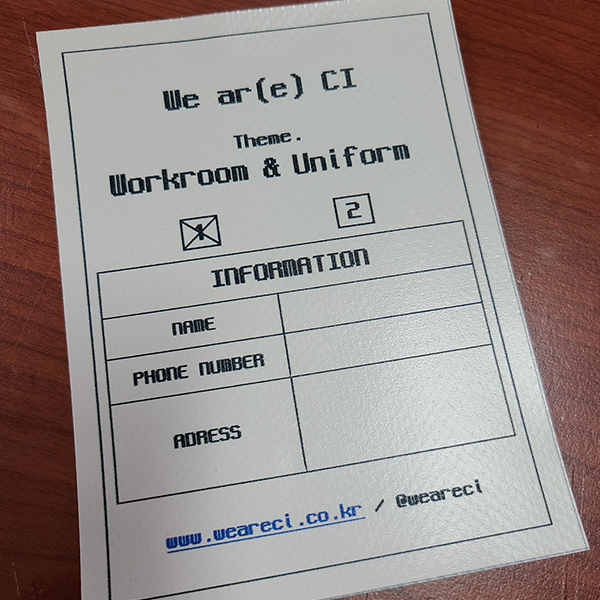 We ar(e) CI
Theme.
Workroom & Uniform
1 2
INFORMATION
NAME
PHONE NUMBER
ADRESS
www.weareci.co.kr / @weareci